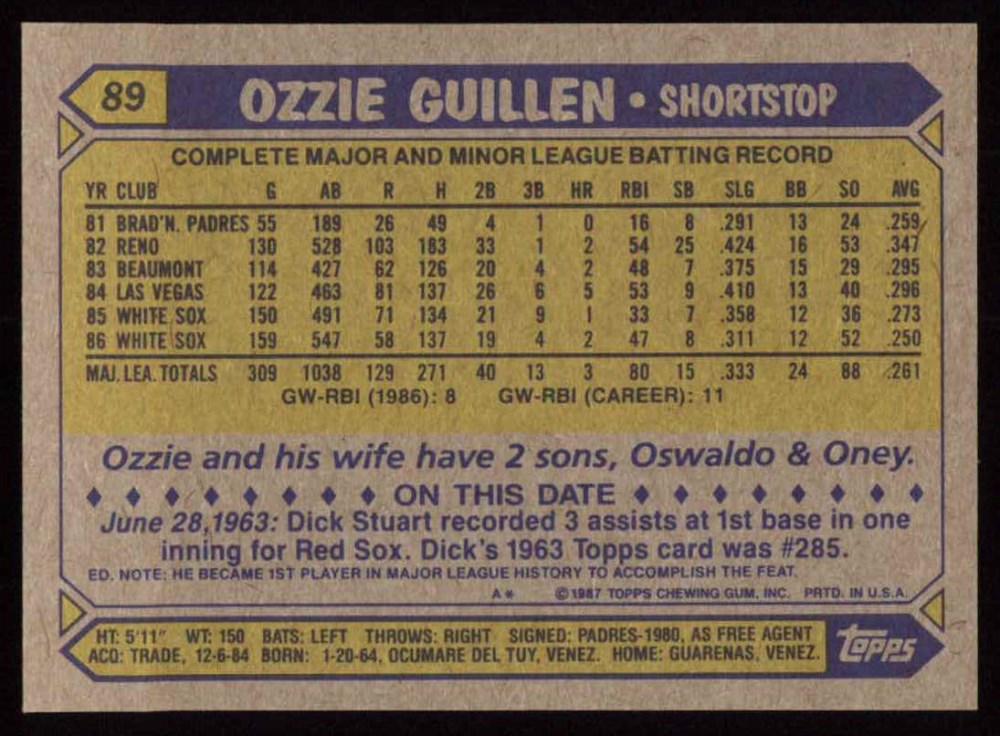 89 OZZIE GUILLEN • SHORTSTOP
COMPLETE MAJOR AND MINOR LEAGUE BATTING RECORD
YR CLUB G AB R H 2B 3B HR RBI SB SLG BB SO AVG
81 BRAD'N. PADRES 55 189 26 49 4 1 0 16 8 .291 13 24 .259
82 RENO 130 528 103 183 33 1 2 54 25 .424 16 53 .347
83 BEAUMONT 114 427 62 126 20 4 2 48 7 .375 15 29 .295
84 LAS VEGAS 122 463 81 137 26 6 5 53 9 .410 13 40 .296
85 WHITE SOX 150 491 71 134 21 9 1 33 7 .358 12 36 .273
86 WHITE SOX 159 547 58 137 19 4 2 47 8 .311 12 52 .250
MAJ. LEA. TOTALS 309 1038 129 271 40 13 3 80 15 .333 24 88 .261
GW-RBI (1986): 8 GW-RBI (CAREER): 11
Ozzie and his wife have 2 sons, Oswaldo & Oney.
♦ ♦ ♦ ♦ ♦ ♦ ♦ ♦ ON THIS DATE ♦ ♦ ♦ ♦ ♦ ♦ ♦ ♦
June 28,1963: Dick Stuart recorded 3 assists at 1st base in one
inning for Red Sox. Dick's 1963 Topps card was #285.
ED. NOTE: HE BECAME 1ST PLAYER IN MAJOR LEAGUE HISTORY TO ACCOMPLISH THE FEAT.
A* ©1987 TOPPS CHEWING GUM, INC. PRTD. IN U.S.A.
HT: 5'11" WT: 150 BATS: LEFT THROWS: RIGHT SIGNED: PADRES-1980, AS FREE AGENT
ACQ: TRADE, 12-6-84 BORN: 1-20-64, OCUMARE DEL TUY, VENEZ. HOME: GUARENAS, VENEZ.
topps